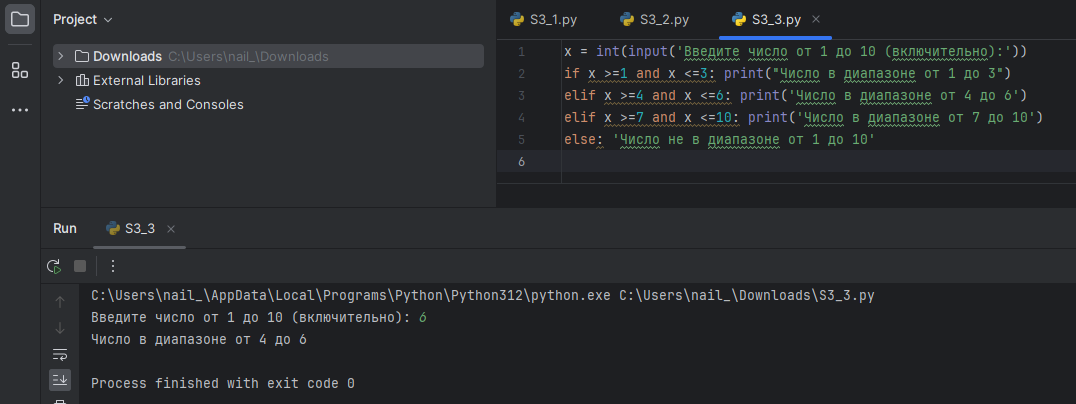 Project
Downloads C:\Users\nail_\Downloads
External Libraries
Scratches and Consoles
S3_1.py S3_2.py S3_3.py
1 x = int(input('Введите число от 1 до 10 (включительно):'))
2 if x >=1 and x <=3: print("Число в диапазоне от 1 до 3")
3 elif x >=4 and x <=6: print('Число в диапазоне от 4 до 6')
4 elif x >=7 and x <=10: print('Число в диапазоне от 7 до 10')
5 else: 'Число не в диапазоне от 1 до 10'
6
Run S3_3
C:\Users\nail_\AppData\Local\Programs\Python\Python312\python.exe C:\Users\nail_\Downloads\S3_3.py
Введите число от 1 до 10 (включительно): 6
Число в диапазоне от 4 до 6
Process finished with exit code 0